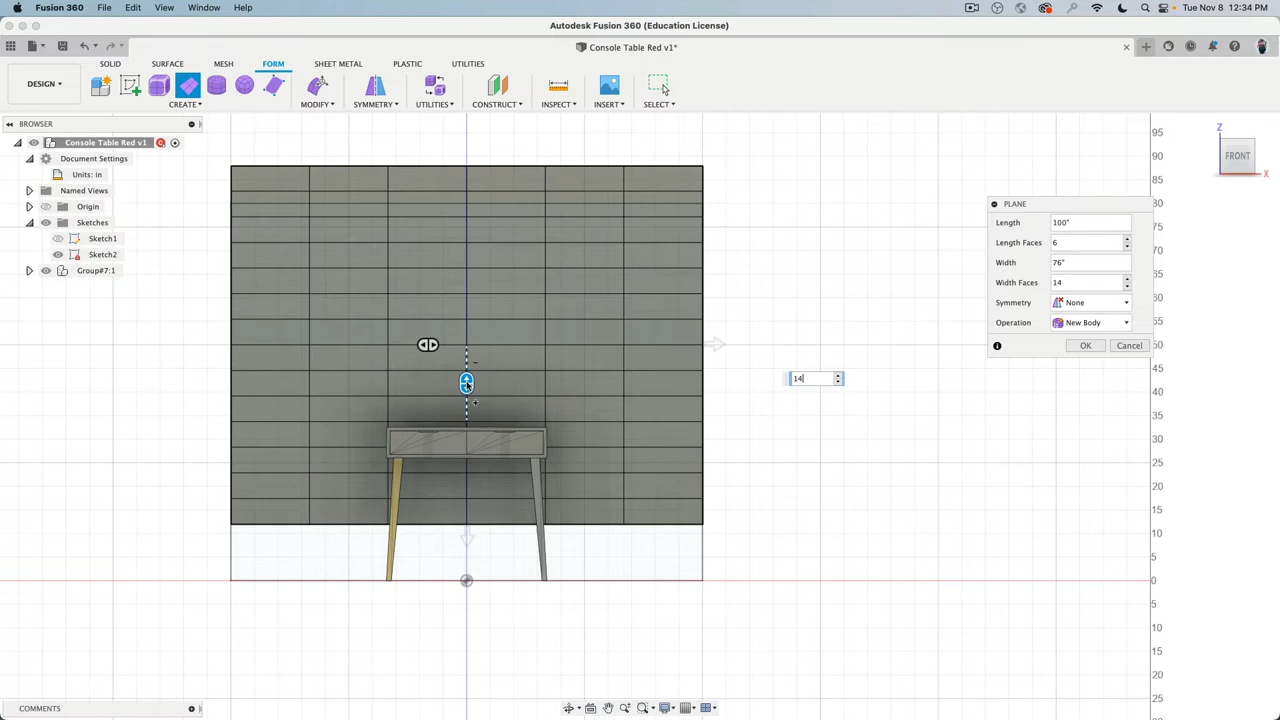 Fusion 360 File Edit View Window Help Tue Nov 8 12:34 PM
Autodesk Fusion 360 (Education License)
Console Table Red v1*
SOLID SURFACE MESH FORM SHEET METAL PLASTIC UTILITIES
DESIGN
CREATE MODIFY SYMMETRY UTILITIES CONSTRUCT INSPECT INSERT SELECT
BROWSER
Console Table Red v1
Document Settings
Units: in
Named Views
Origin
Sketches
Sketch1
Sketch2
Group#7:1
95
90
85
80
75
70
65
60
55
50
45
40
35
30
25
20
15
10
5
0
5
10
15
20
25
Z
FRONT
X
PLANE
Length 100"
Length Faces 6
Width 76"
Width Faces 14
Symmetry None
Operation New Body
OK Cancel
14
COMMENTS